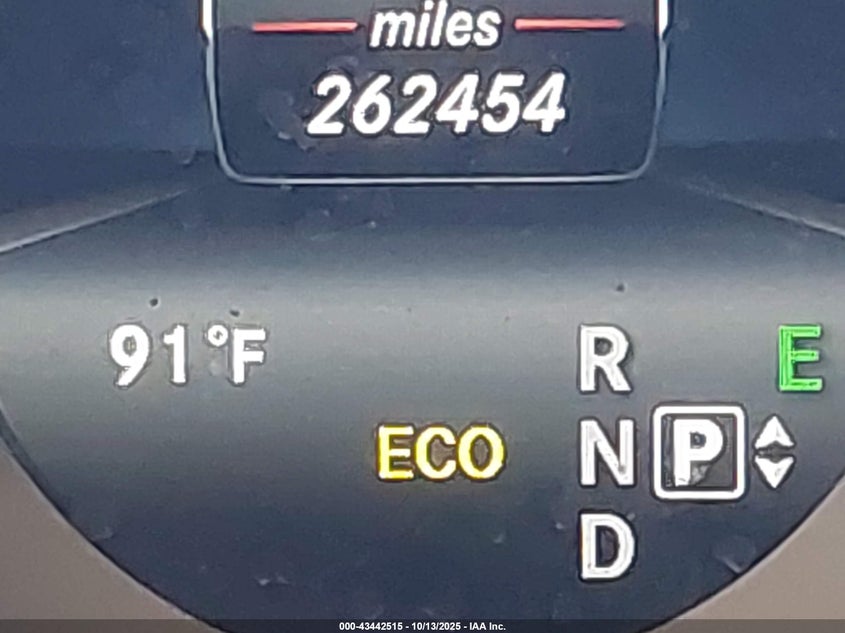 miles
262454
91°F
R
E
ECO
N P
D
000-43442515 - 10/13/2025 - IAA Inc.